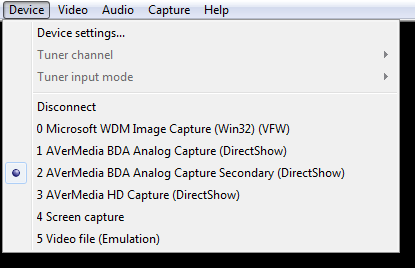 Device Video Audio Capture Help
Device settings...
Tuner channel
Tuner input mode
Disconnect
0 Microsoft WDM Image Capture (Win32) (VFW)
1 AVerMedia BDA Analog Capture (DirectShow)
2 AVerMedia BDA Analog Capture Secondary (DirectShow)
3 AVerMedia HD Capture (DirectShow)
4 Screen capture
5 Video file (Emulation)